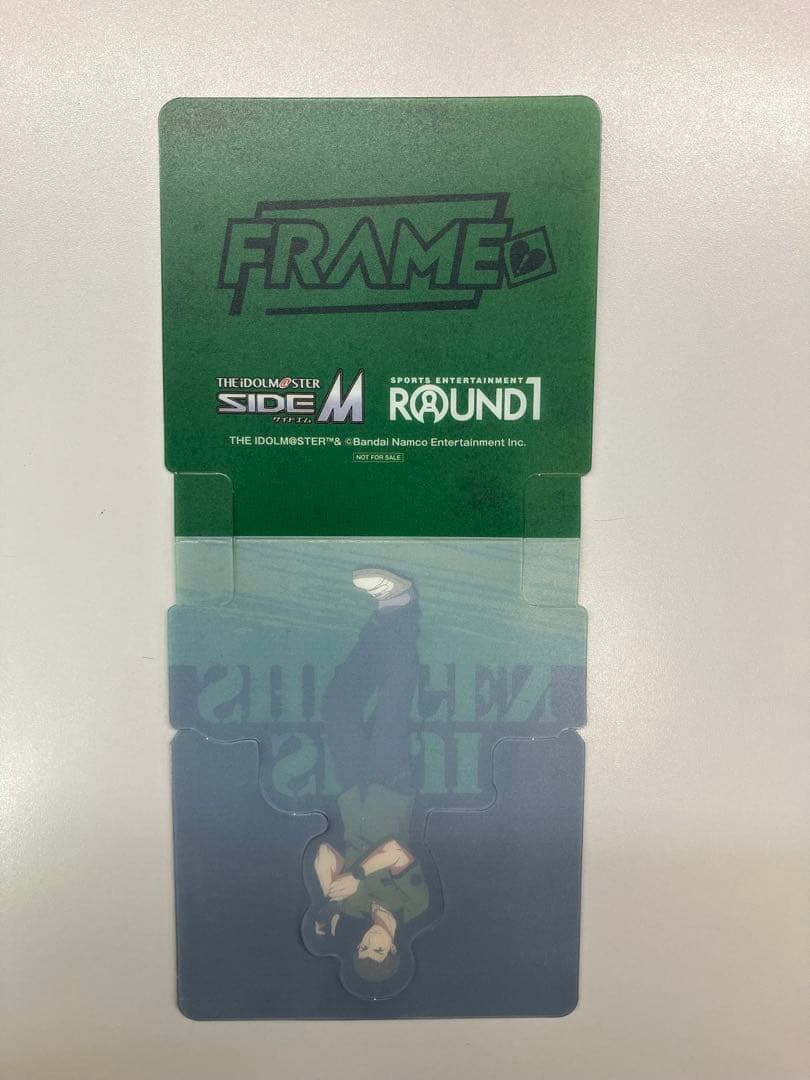 FRAME
THE iDOLM@STER
SIDE M
サイドエム
SPORTS ENTERTAINMENT
ROUND1
THE IDOLM@STER™& ©Bandai Namco Entertainment Inc.
NOT FOR SALE